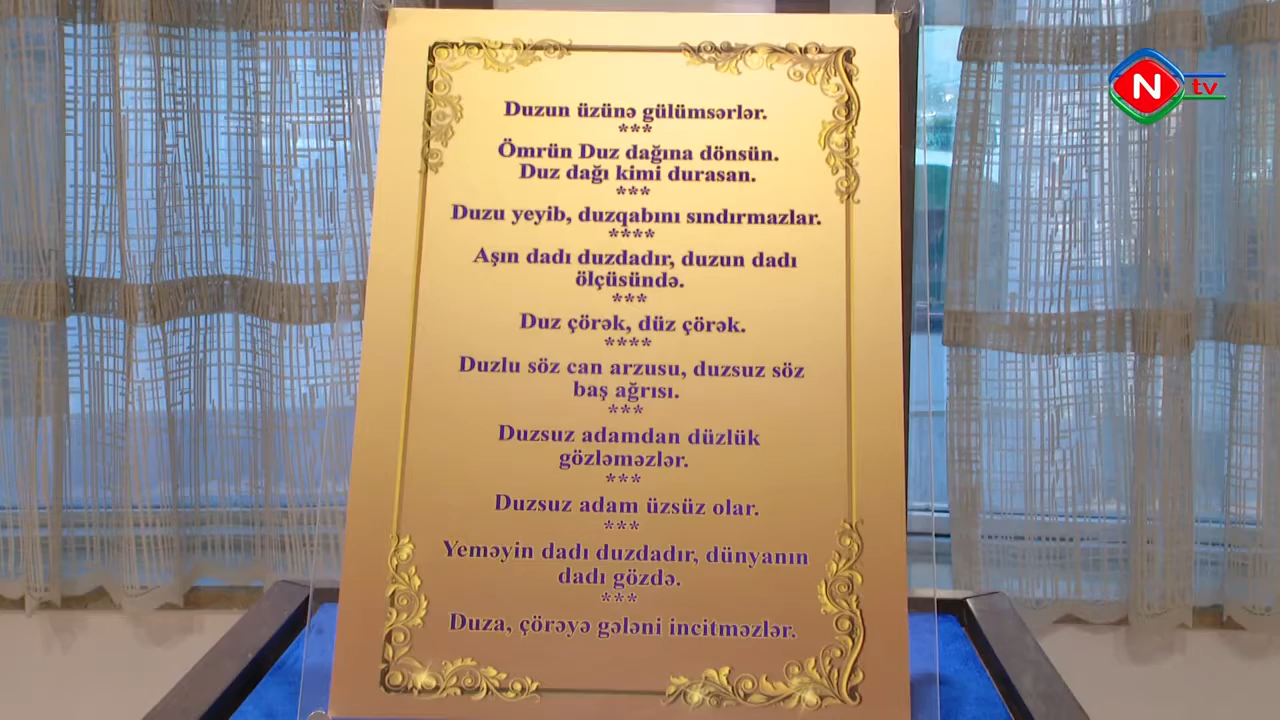 N tv
Duzun üzünə gülümsərlər.
***
Ömrün Duz dağına dönsün.
Duz dağı kimi durasan.
***
Duzu yeyib, duzqabını sındırmazlar.
****
Aşın dadı duzdadır, duzun dadı
ölçüsündə.
***
Duz çörək, düz çörək.
****
Duzlu söz can arzusu, duzsuz söz
baş ağrısı.
***
Duzsuz adamdan düzlük
gözləməzlər.
***
Duzsuz adam üzsüz olar.
***
Yeməyin dadı duzdadır, dünyanın
dadı gözdə.
***
Duza, çörəyə gələni incitməzlər.